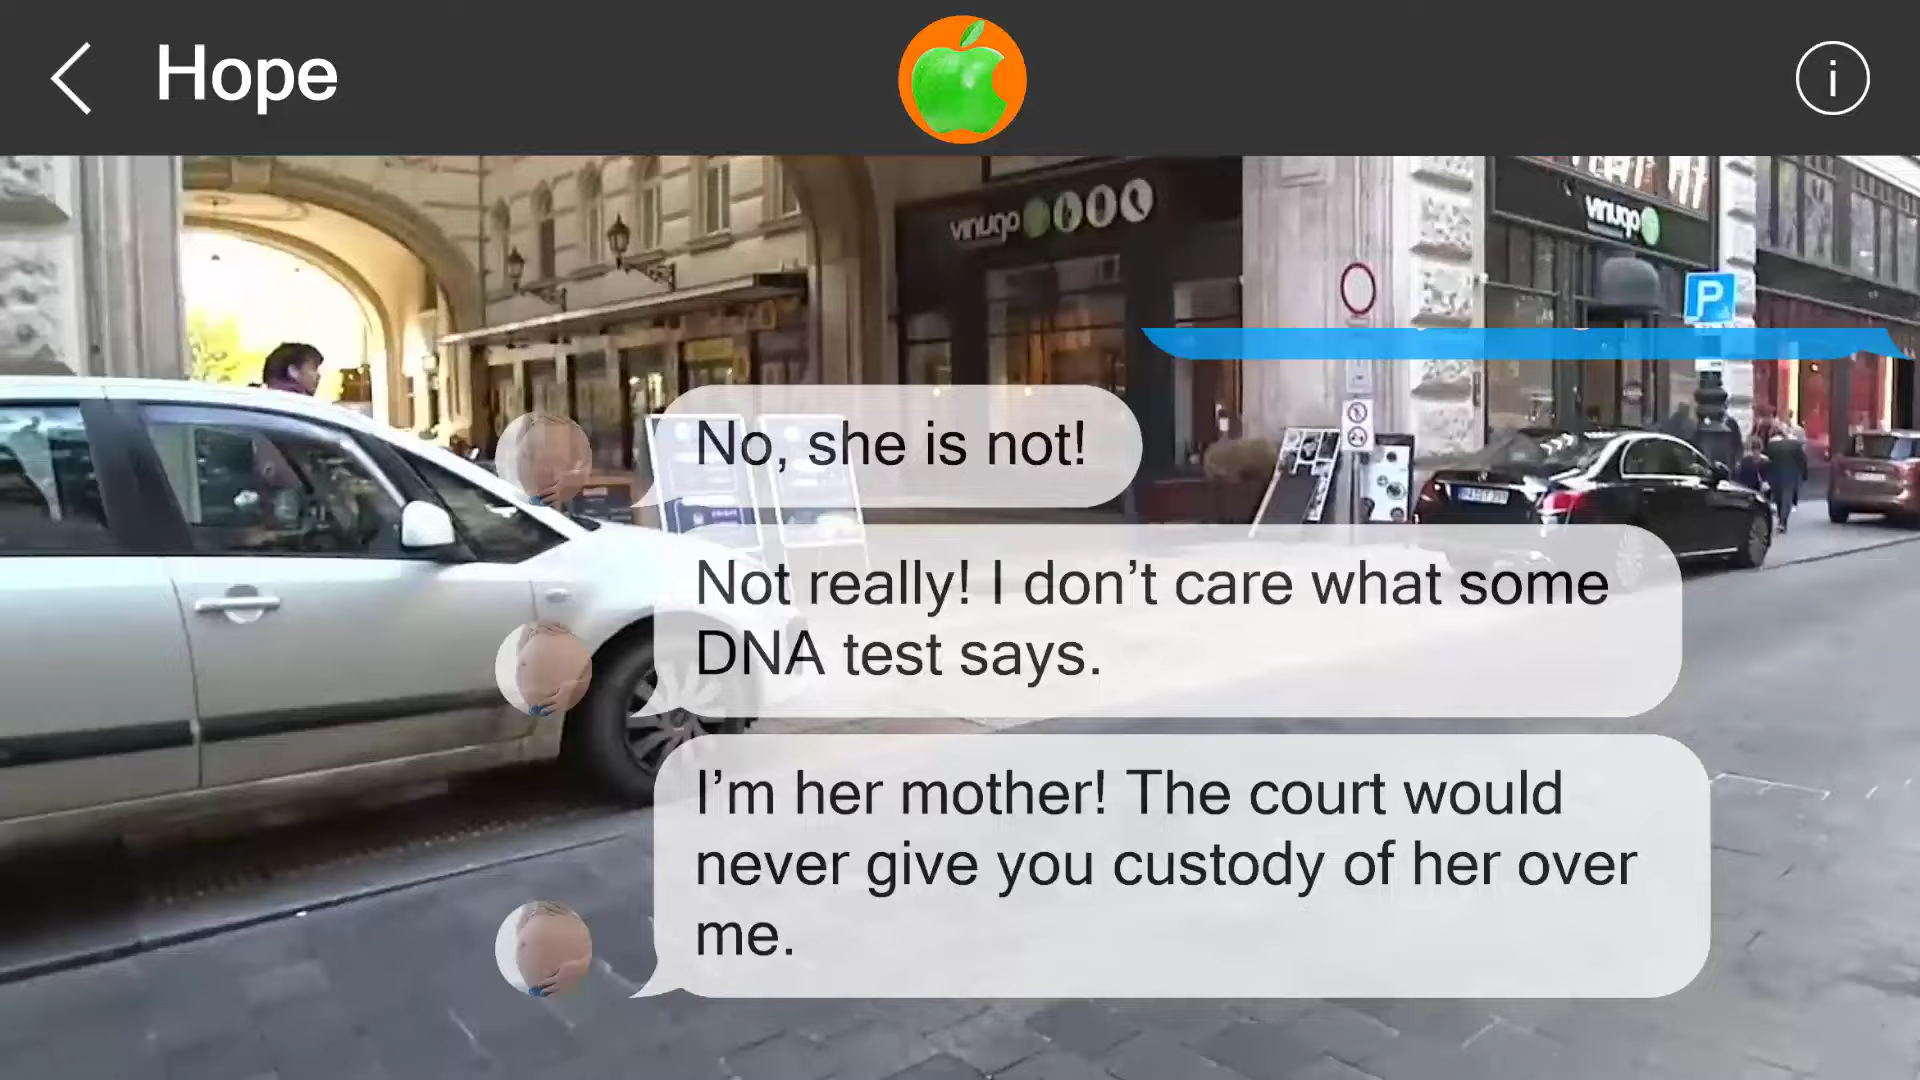 Hope
i
vinugo
vinugo
P
No, she is not!
Not really! I don’t care what some
DNA test says.
I’m her mother! The court would
never give you custody of her over
me.